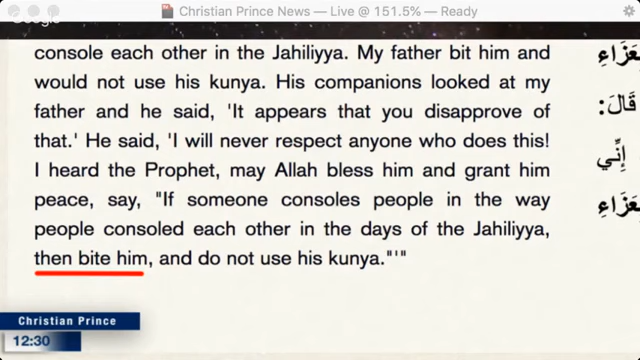 Christian Prince News — Live @ 151.5% — Ready
Google
console each other in the Jahiliyya. My father bit him and
would not use his kunya. His companions looked at my
father and he said, 'It appears that you disapprove of
that.' He said, 'I will never respect anyone who does this!
I heard the Prophet, may Allah bless him and grant him
peace, say, "If someone consoles people in the way
people consoled each other in the days of the Jahiliyya,
then bite him, and do not use his kunya."'"
قَالَ:
إِنِّي
Christian Prince
12:30